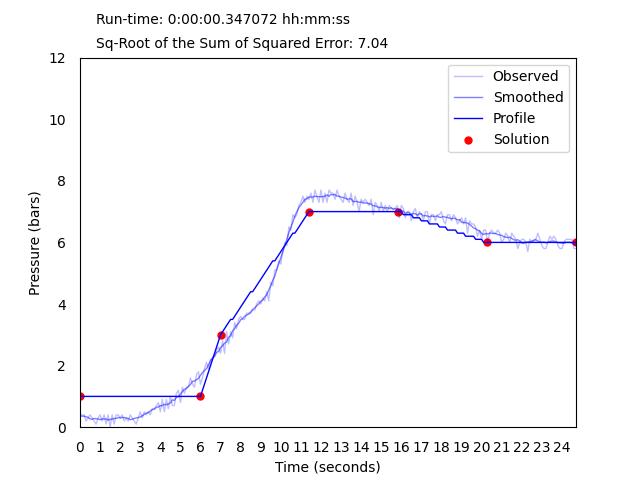 Run-time: 0:00:00.347072 hh:mm:ss
Sq-Root of the Sum of Squared Error: 7.04
12
10
8
6
4
2
0
Pressure (bars)
Observed
Smoothed
Profile
Solution
0 1 2 3 4 5 6 7 8 9 10 11 12 13 14 15 16 17 18 19 20 21 22 23 24
Time (seconds)